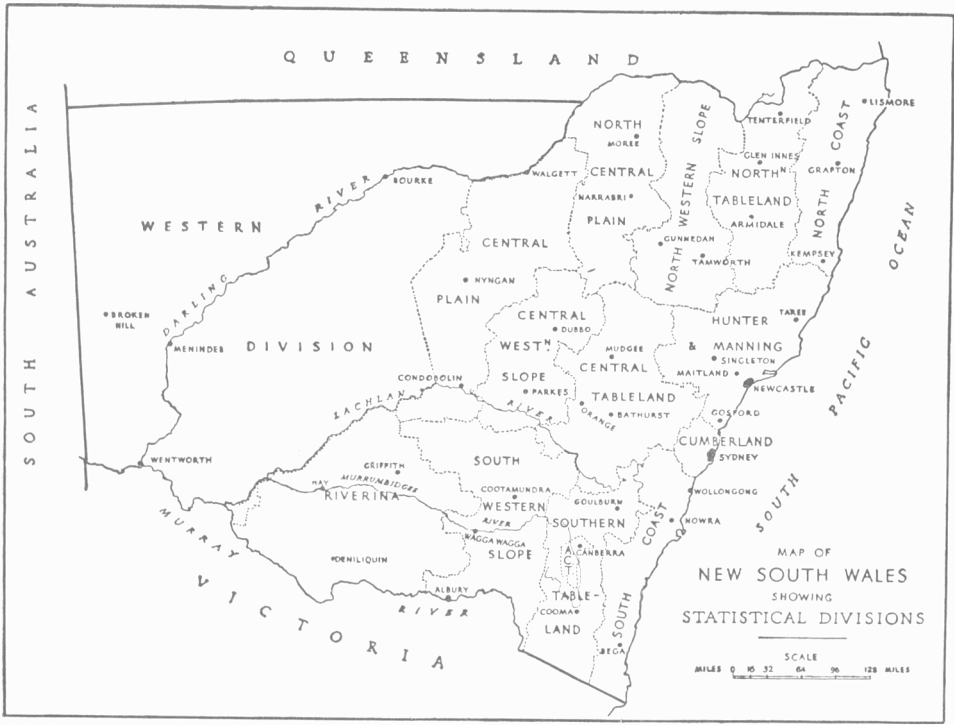 QUEENSLAND
SOUTH AUSTRALIA
WESTERN
DIVISION
DARLING RIVER
BOURKE
WALGETT
BROKEN HILL
MENINDEE
WENTWORTH
NORTH
CENTRAL
PLAIN
MOREE
NARRABRI
NORTH WESTERN SLOPE
GUNNEDAH
TAMWORTH
TENTERFIELD
GLEN INNES
NORTHN
TABLELAND
ARMIDALE
NORTH COAST
LISMORE
GRAFTON
KEMPSEY
CENTRAL
PLAIN
NYNGAN
CENTRAL
WESTN
SLOPE
DUBBO
PARKES
CONDOBOLIN
LACHLAN RIVER
MUDGEE
CENTRAL
TABLELAND
ORANGE
BATHURST
HUNTER
& MANNING
TAREE
SINGLETON
MAITLAND
NEWCASTLE
GOSFORD
CUMBERLAND
SYDNEY
WOLLONGONG
NOWRA
SOUTH PACIFIC OCEAN
GRIFFITH
HAY
MURRUMBIDGEE RIVER
RIVERINA
DENILIQUIN
ALBURY
MURRAY RIVER
VICTORIA
SOUTH
WESTERN
SLOPE
COOTAMUNDRA
WAGGA WAGGA
GOULBURN
SOUTHERN
TABLE-
LAND
A.C.T.
CANBERRA
COOMA
SOUTH COAST
BEGA
MAP OF
NEW SOUTH WALES
SHOWING
STATISTICAL DIVISIONS
SCALE
MILES 0 16 32 64 96 128 MILES